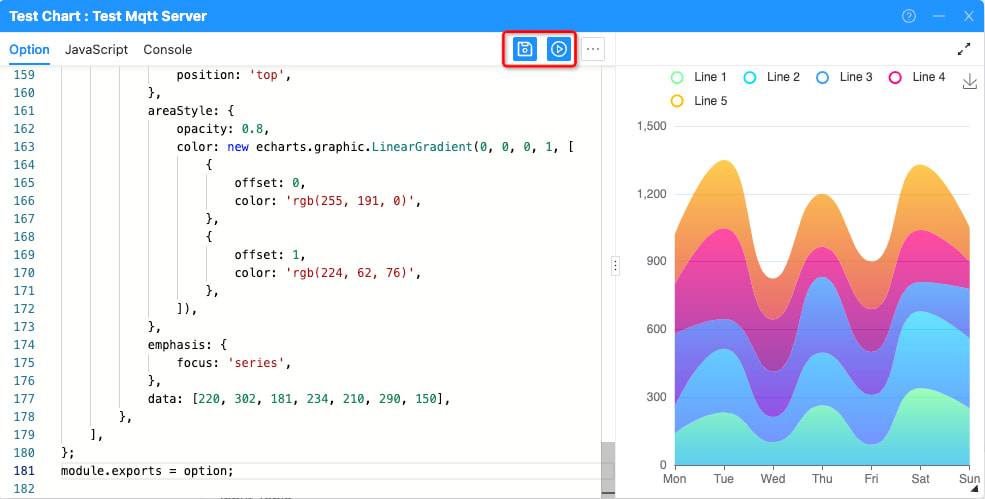 Test Chart : Test Mqtt Server
Option JavaScript Console
159 position: 'top',
160 },
161 areaStyle: {
162 opacity: 0.8,
163 color: new echarts.graphic.LinearGradient(0, 0, 0, 1, [
164 {
165 offset: 0,
166 color: 'rgb(255, 191, 0)',
167 },
168 {
169 offset: 1,
170 color: 'rgb(224, 62, 76)',
171 },
172 ]),
173 },
174 emphasis: {
175 focus: 'series',
176 },
177 data: [220, 302, 181, 234, 210, 290, 150],
178 },
179 ],
180 };
181 module.exports = option;
182
Line 1 Line 2 Line 3 Line 4
Line 5
1,500
1,200
900
600
300
0
Mon Tue Wed Thu Fri Sat Sun